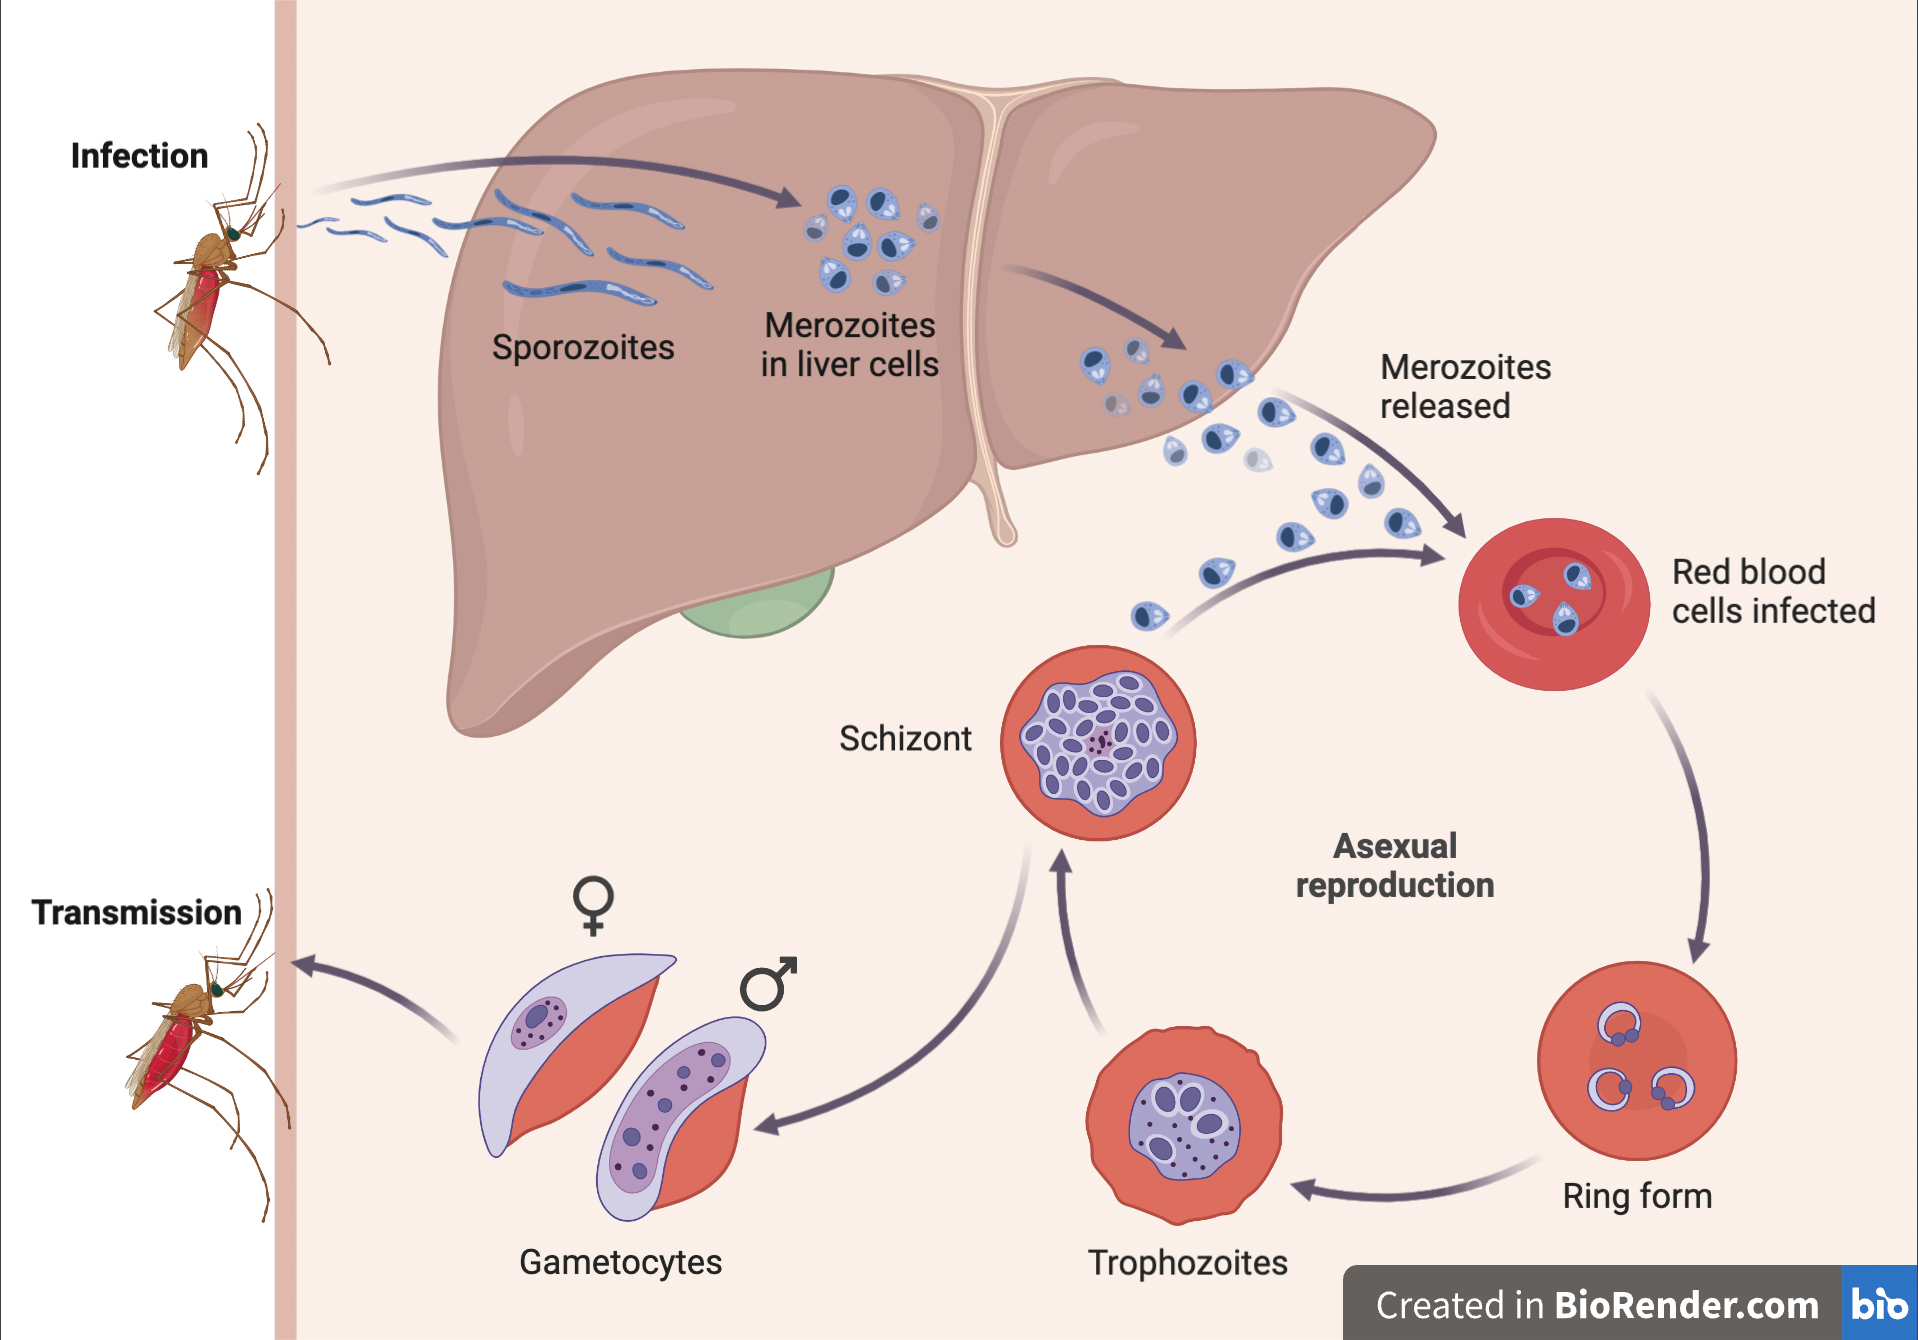 Infection
Sporozoites
Merozoites
in liver cells
Merozoites
released
Red blood
cells infected
Schizont
Asexual
reproduction
Transmission
Gametocytes
Trophozoites
Ring form
Created in BioRender.com
bio